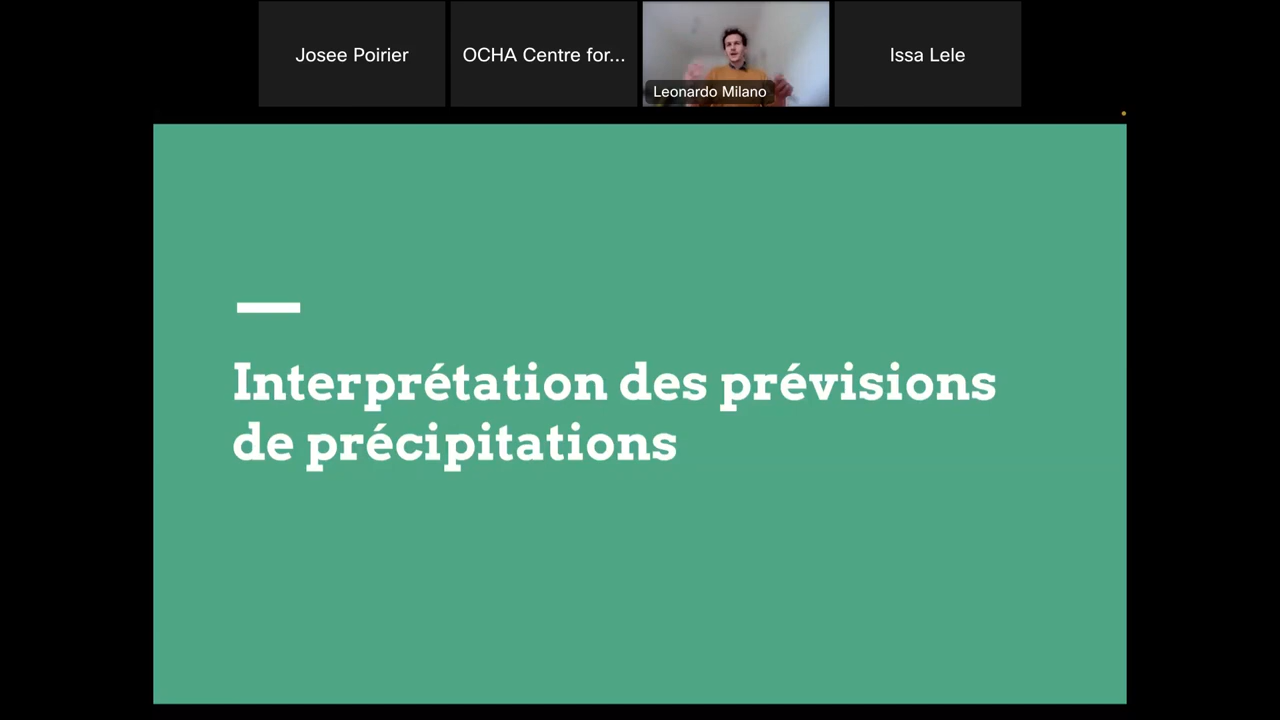 Josee Poirier
OCHA Centre for...
Leonardo Milano
Issa Lele
Interprétation des prévisions
de précipitations